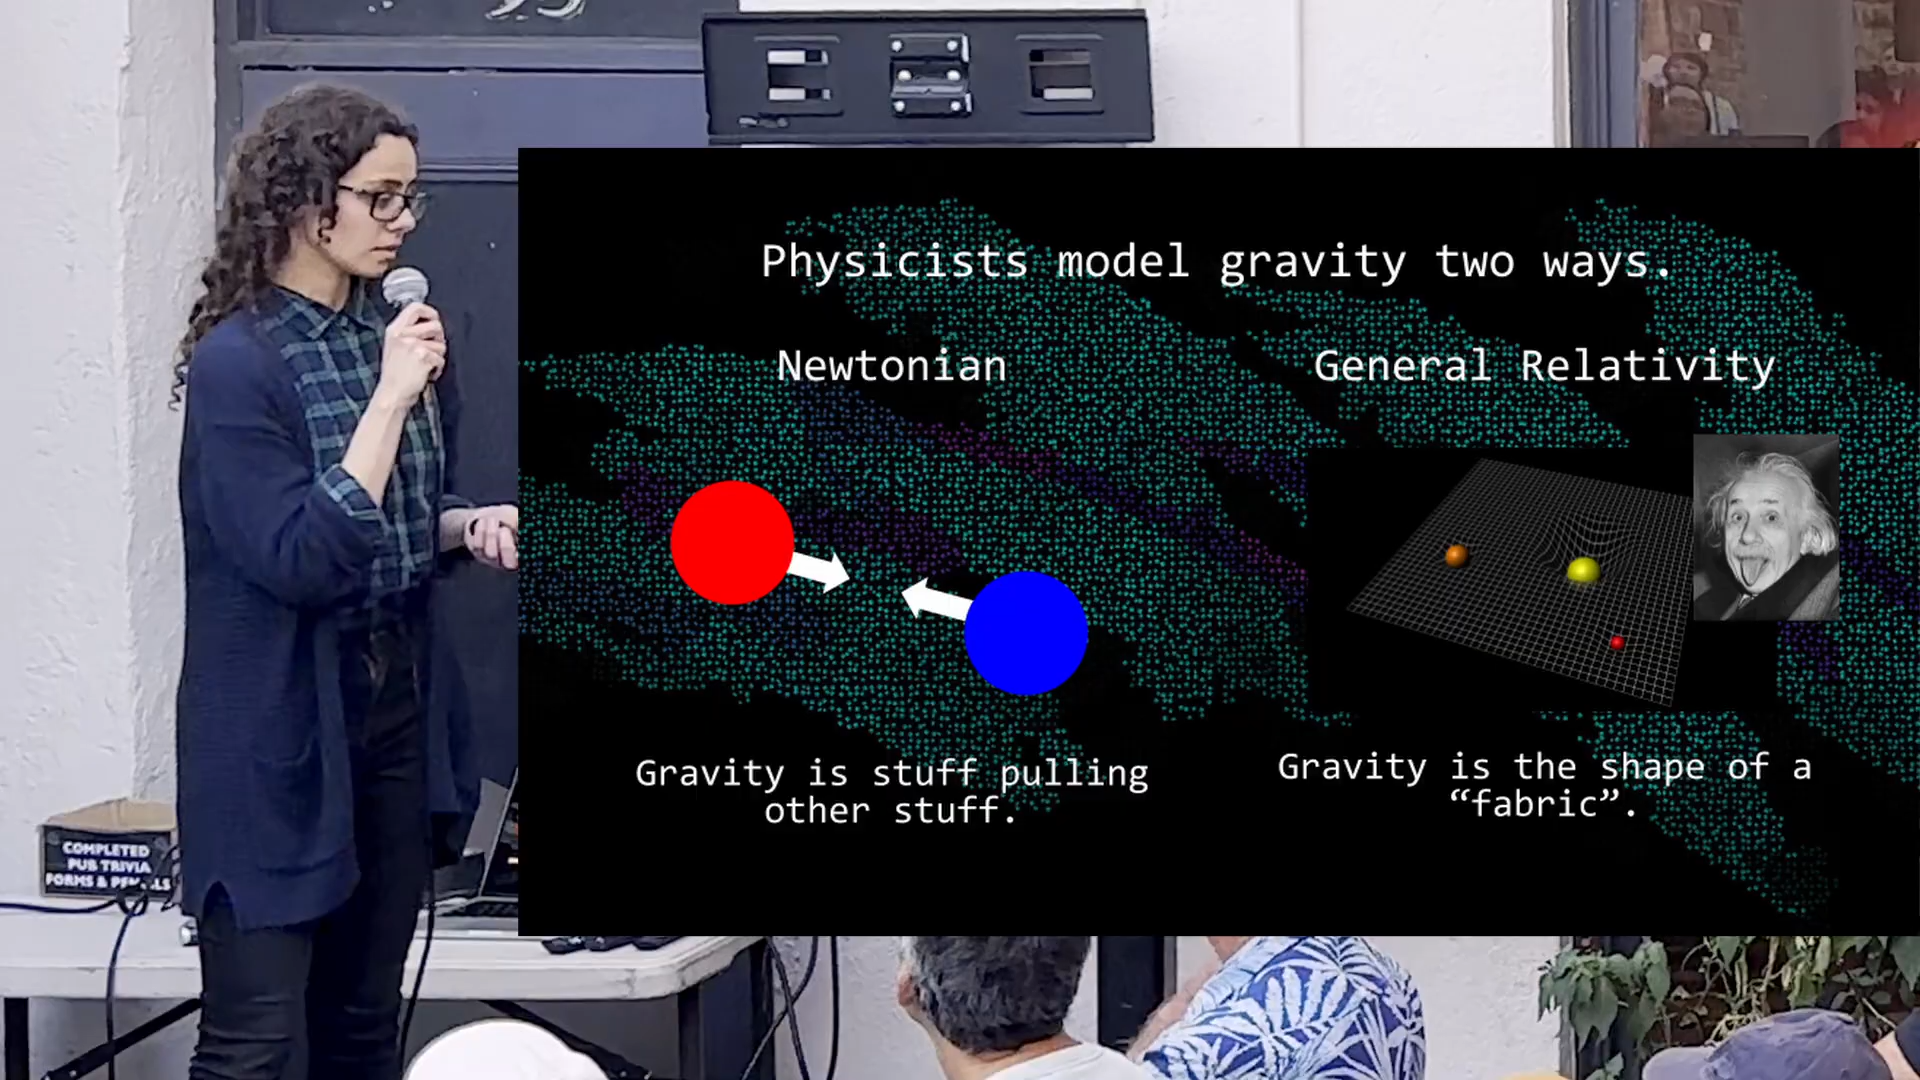 Physicists model gravity two ways.
Newtonian
General Relativity
Gravity is stuff pulling
other stuff.
Gravity is the shape of a
“fabric”.
COMPLETED
PUB TRIVIA
FORMS &